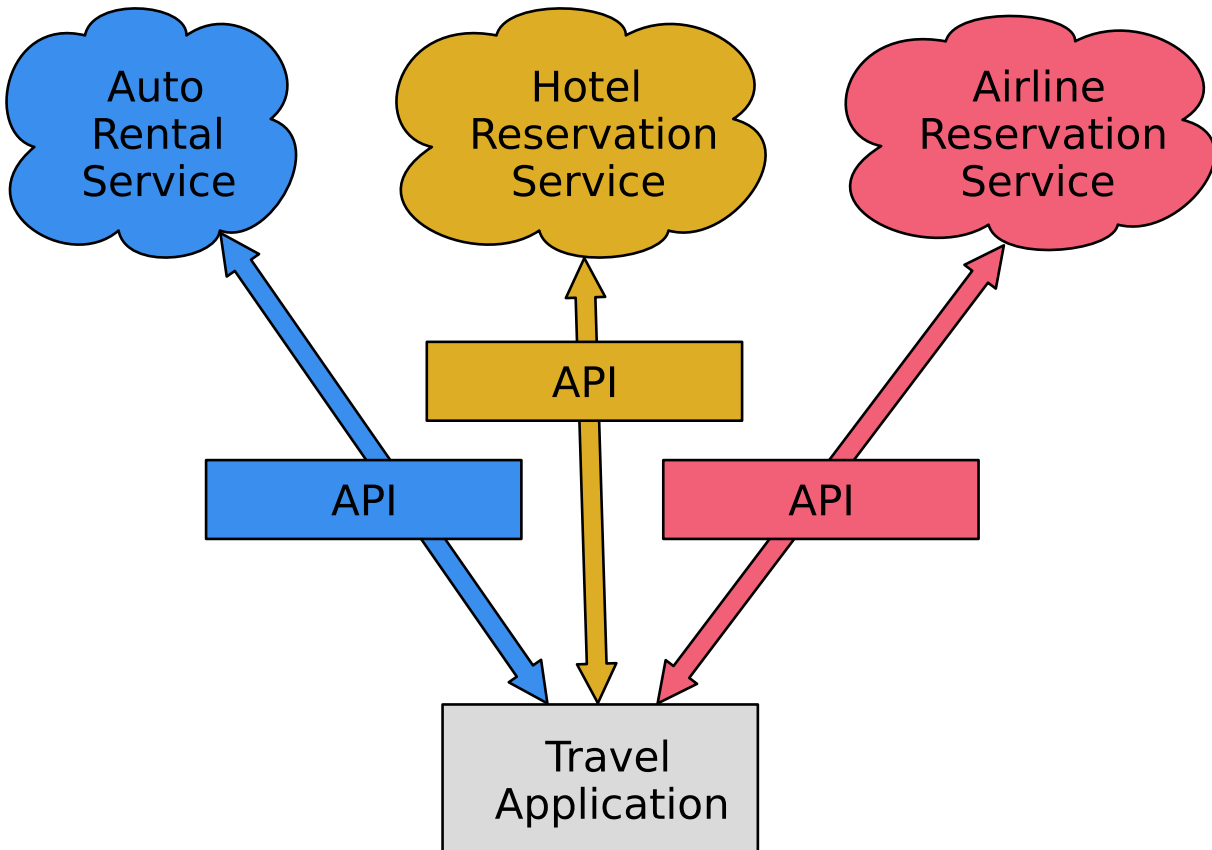 Auto
Rental
Service
Hotel
Reservation
Service
Airline
Reservation
Service
API
API
API
Travel
Application